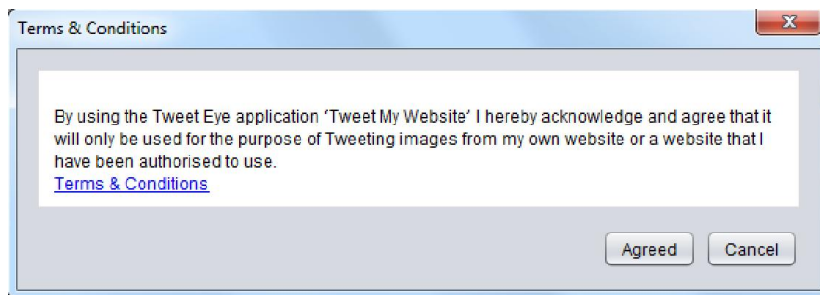 Terms & Conditions
By using the Tweet Eye application ‘Tweet My Website’ I hereby acknowledge and agree that it
will only be used for the purpose of Tweeting images from my own website or a website that I
have been authorised to use.
Terms & Conditions
Agreed Cancel